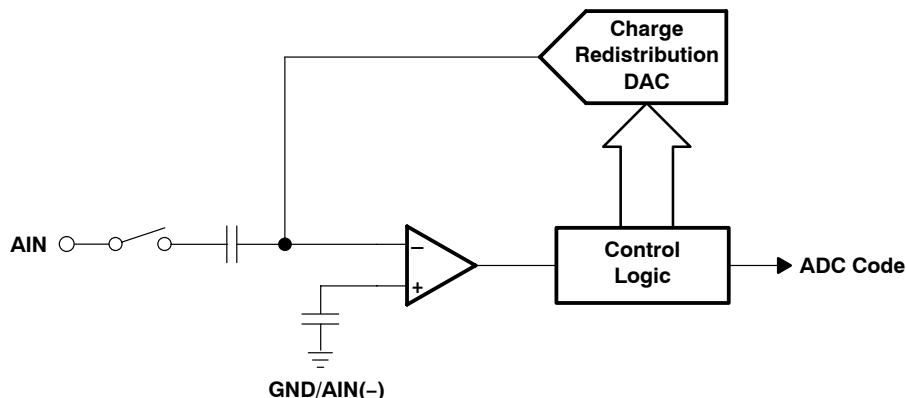 Charge
Redistribution
DAC
AIN
−
+
Control
Logic
ADC Code
GND/AIN(−)